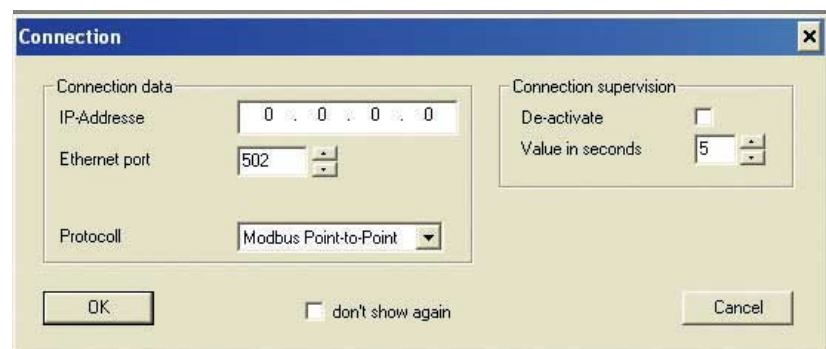 Connection
Connection data
IP-Addresse 0 . 0 . 0 . 0
Ethernet port 502
Protocoll Modbus Point-to-Point
Connection supervision
De-activate
Value in seconds 5
OK
don't show again
Cancel